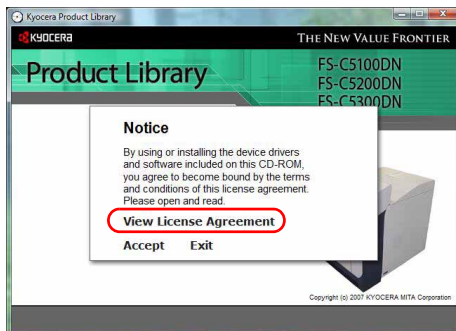 Kyocera Product Library
KYOCERA THE NEW VALUE FRONTIER
Product Library
FS-C5100DN
FS-C5200DN
FS-C5300DN
Notice
By using or installing the device drivers
and software included on this CD-ROM,
you agree to become bound by the terms
and conditions of this license agreement.
Please open and read.
View License Agreement
Accept Exit
Copyright (c) 2007 KYOCERA MITA Corporation